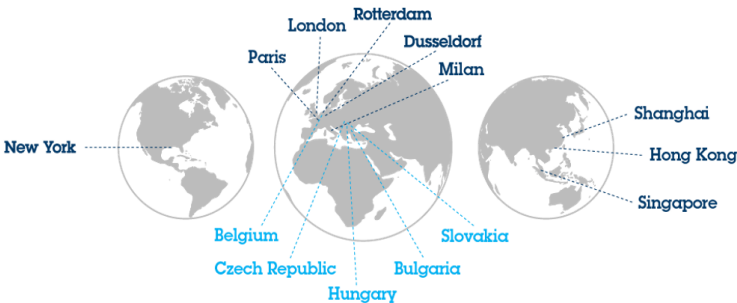 Rotterdam
London
Dusseldorf
Paris
Milan
Shanghai
New York
Hong Kong
Singapore
Belgium
Slovakia
Czech Republic
Bulgaria
Hungary